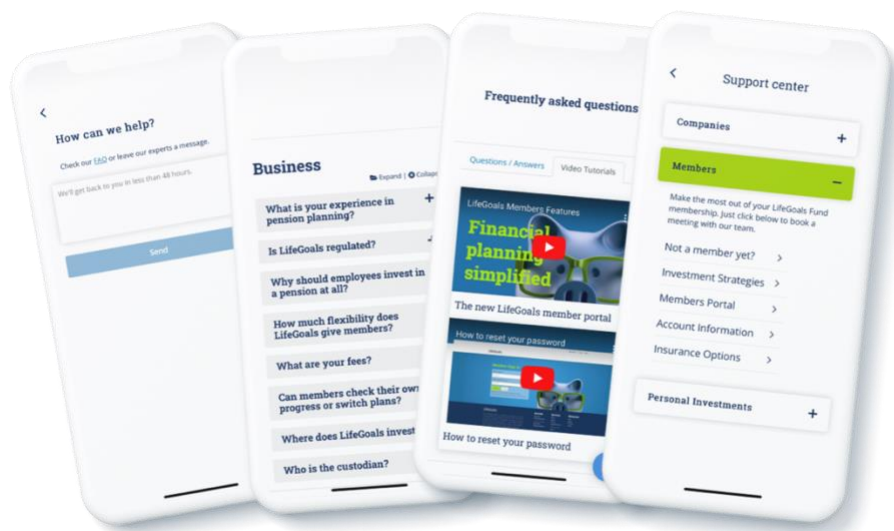 How can we help?
Check our FAQ or leave our experts a message.
We'll get back to you in less than 48 hours.
Send
Business
Expand | Collaps
What is your experience in
pension planning?
Is LifeGoals regulated?
Why should employees invest in
a pension at all?
How much flexibility does
LifeGoals give members?
What are your fees?
Can members check their own
progress or switch plans?
Where does LifeGoals invest
Who is the custodian?
Frequently asked questions
Questions / Answers
Video Tutorials
LifeGoals Members Features
Financial
planning
simplified
The new LifeGoals member portal
How to reset your password
How to reset your password
Support center
Companies
Members
Make the most out of your LifeGoals Fund
membership. Just click below to book a
meeting with our team.
Not a member yet?
Investment Strategies
Members Portal
Account Information
Insurance Options
Personal Investments